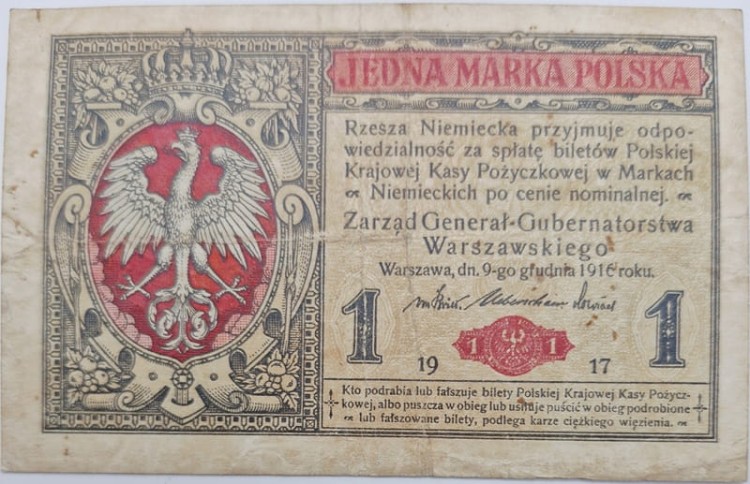 JEDNA MARKA POLSKA
Rzesza Niemiecka przyjmuje odpo-
wiedzialność za spłatę biletów Polskiej
Krajowej Kasy Pożyczkowej w Markach
Niemieckich po cenie nominalnej.
Zarząd Generał-Gubernatorstwa
Warszawskiego
Warszawa, dn. 9-go grudnia 1916 roku.
1 1 1 1
19 17
Kto podrabia lub fałszuje bilety Polskiej Krajowej Kasy Pożycz-
kowej, albo puszcza w obieg lub usiłuje puścić w obieg podrobione
lub fałszowane bilety, podlega karze ciężkiego więzienia.